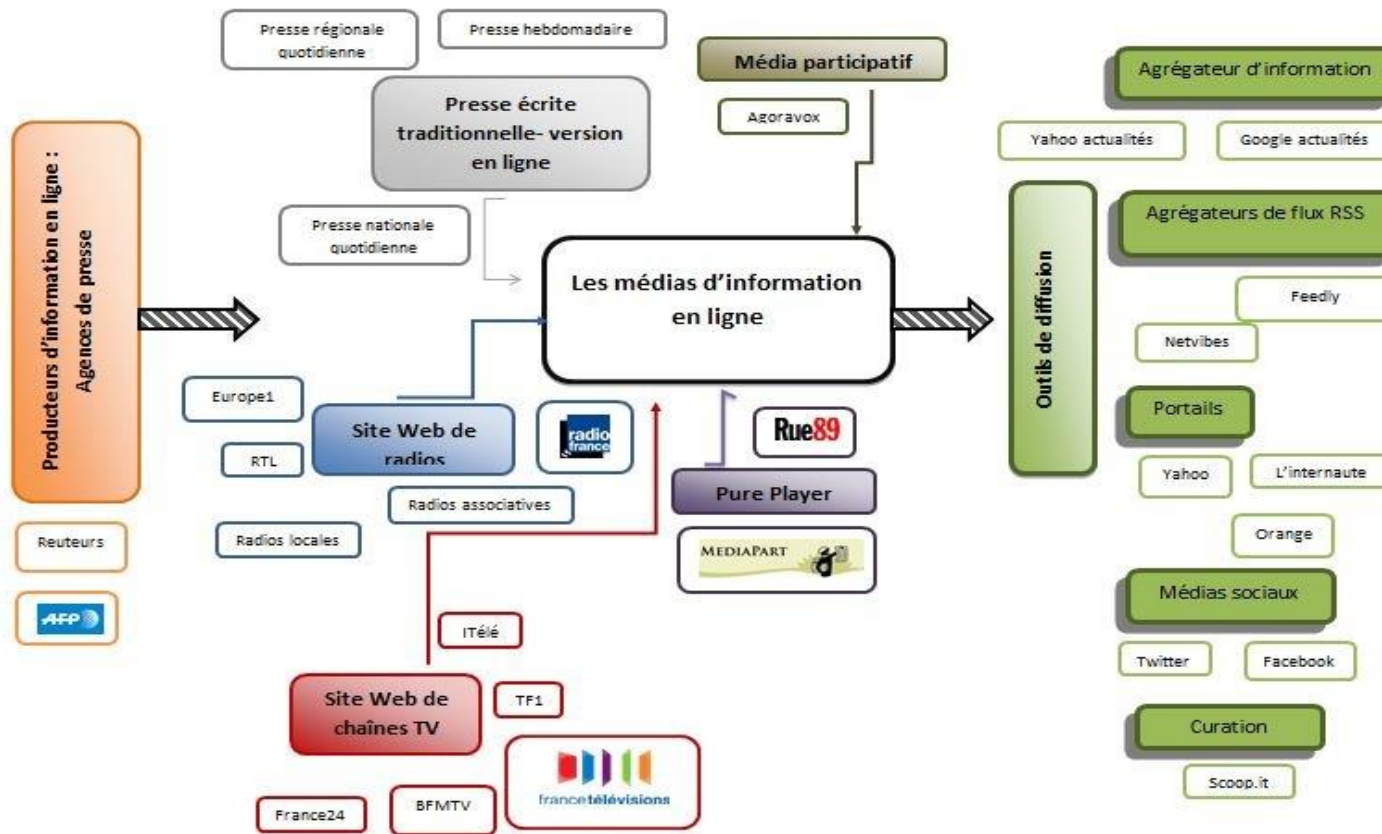 Producteurs d'information en ligne :
Agences de presse
Reuteurs
AFP
Presse régionale
quotidienne
Presse hebdomadaire
Presse écrite
traditionnelle- version
en ligne
Presse nationale
quotidienne
Média participatif
Agoravox
Les médias d'information
en ligne
Europe1
RTL
Site Web de
radios
radio
france
Radios associatives
Radios locales
Rue89
Pure Player
MEDIAPART
ITélé
Site Web de
chaînes TV
TF1
francetélévisions
BFMTV
France24
Outils de diffusion
Agrégateur d'information
Yahoo actualités
Google actualités
Agrégateurs de flux RSS
Feedly
Netvibes
Portails
Yahoo
L'internaute
Orange
Médias sociaux
Twitter
Facebook
Curation
Scoop.it